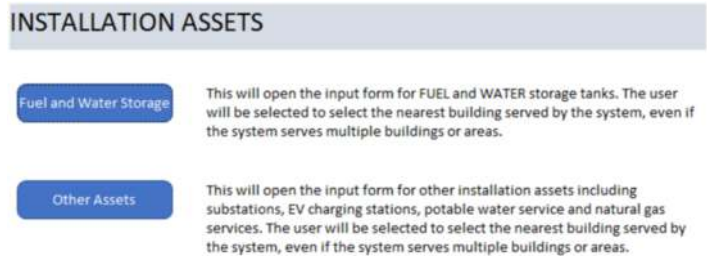 INSTALLATION ASSETS
Fuel and Water Storage
This will open the input form for FUEL and WATER storage tanks. The user
will be selected to select the nearest building served by the system, even if
the system serves multiple buildings or areas.
Other Assets
This will open the input form for other installation assets including
substations, EV charging stations, potable water service and natural gas
services. The user will be selected to select the nearest building served by
the system, even if the system serves multiple buildings or areas.